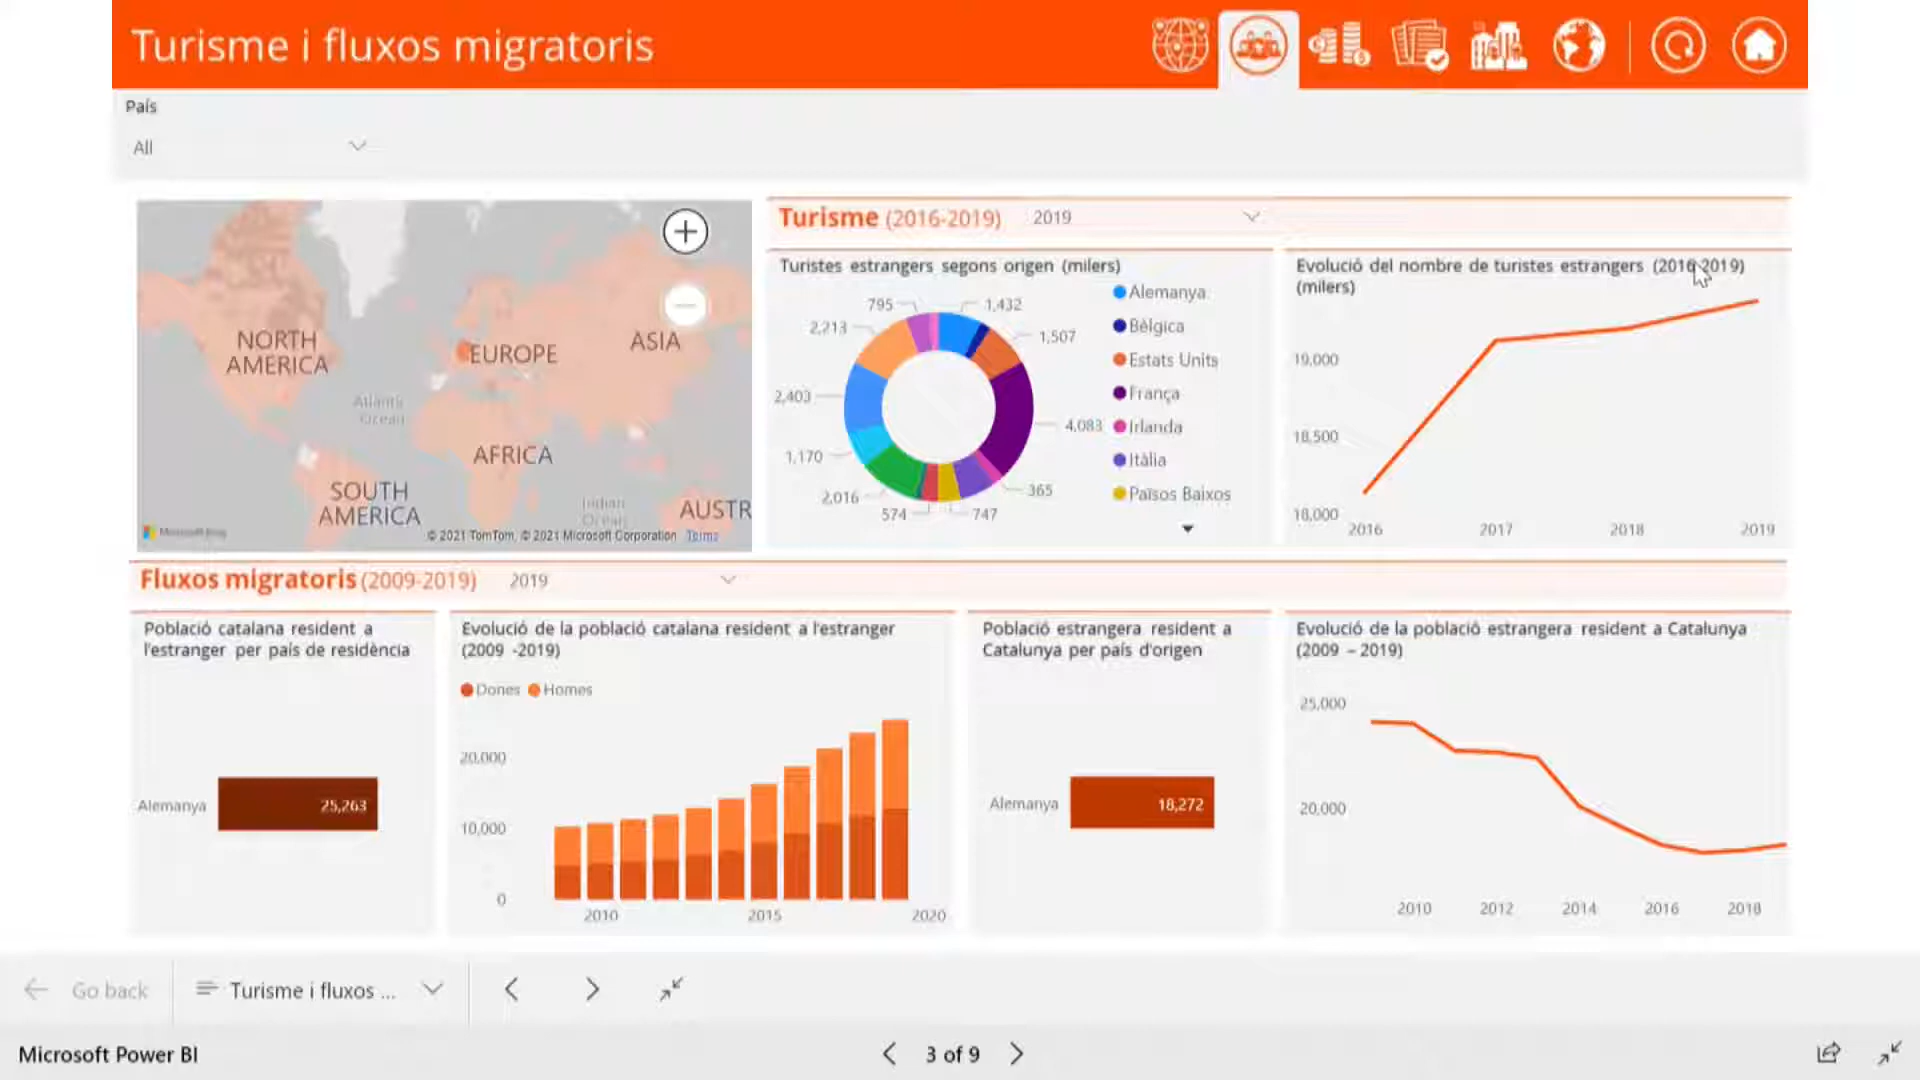 Turisme i fluxos migratoris
País
All
NORTH
AMERICA
EUROPE
ASIA
Atlantic
Ocean
AFRICA
SOUTH
AMERICA
Indian
Ocean
AUSTR
Microsoft Bing
© 2021 TomTom, © 2021 Microsoft Corporation Terms
Turisme (2016-2019) 2019
Turistes estrangers segons origen (milers)
795
1,432
2,213
1,507
2,403
4,083
1,170
2,016
365
574
747
Alemanya
Bèlgica
Estats Units
França
Irlanda
Itàlia
Països Baixos
Evolució del nombre de turistes estrangers (2016-2019)
(milers)
19,000
18,500
18,000
2016 2017 2018 2019
Fluxos migratoris (2009-2019) 2019
Població catalana resident a
l'estranger per país de residència
Alemanya 25,263
Evolució de la població catalana resident a l'estranger
(2009 -2019)
Dones Homes
20,000
10,000
0
2010 2015 2020
Població estrangera resident a
Catalunya per país d'origen
Alemanya 18,272
Evolució de la població estrangera resident a Catalunya
(2009 – 2019)
25,000
20,000
2010 2012 2014 2016 2018
Go back
Turisme i fluxos ...
Microsoft Power BI
3 of 9